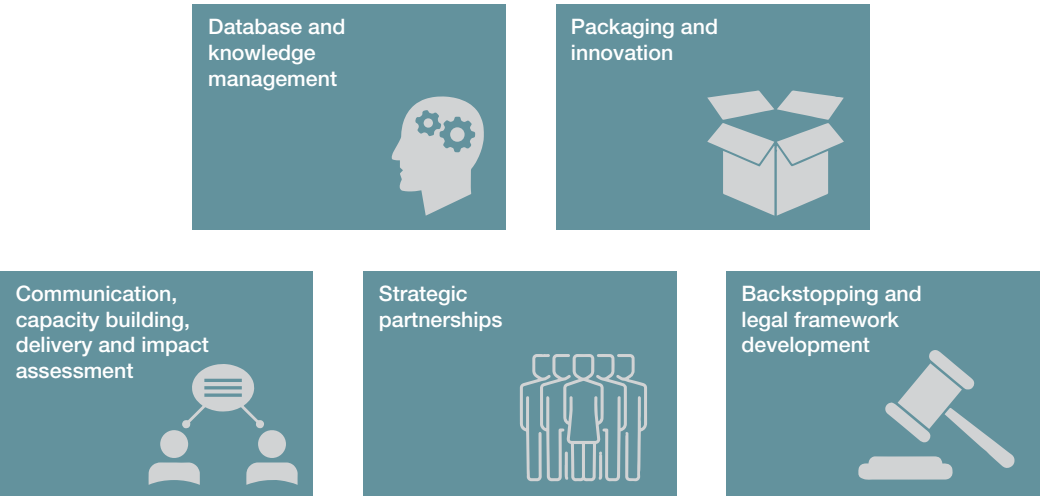 Database and
knowledge
management
Packaging and
innovation
Communication,
capacity building,
delivery and impact
assessment
Strategic
partnerships
Backstopping and
legal framework
development